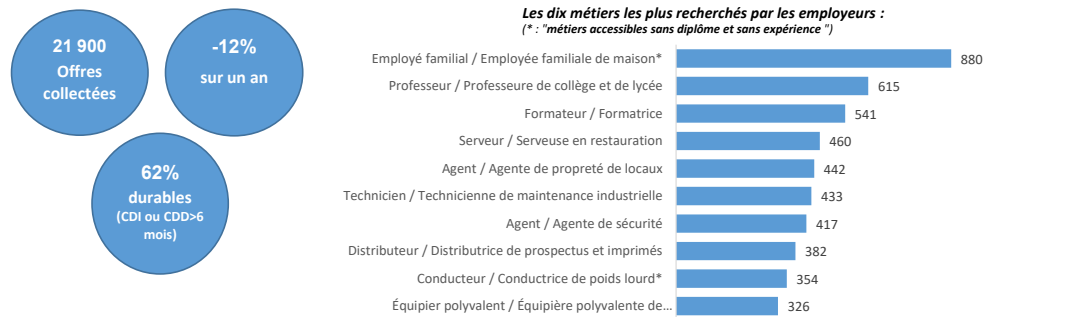 21 900
Offres
collectées
-12%
sur un an
62%
durables
(CDI ou CDD>6
mois)
Les dix métiers les plus recherchés par les employeurs :
(* : "métiers accessibles sans diplôme et sans expérience ")
Employé familial / Employée familiale de maison* 880
Professeur / Professeure de collège et de lycée 615
Formateur / Formatrice 541
Serveur / Serveuse en restauration 460
Agent / Agente de propreté de locaux 442
Technicien / Technicienne de maintenance industrielle 433
Agent / Agente de sécurité 417
Distributeur / Distributrice de prospectus et imprimés 382
Conducteur / Conductrice de poids lourd* 354
Équipier polyvalent / Équipière polyvalente de... 326